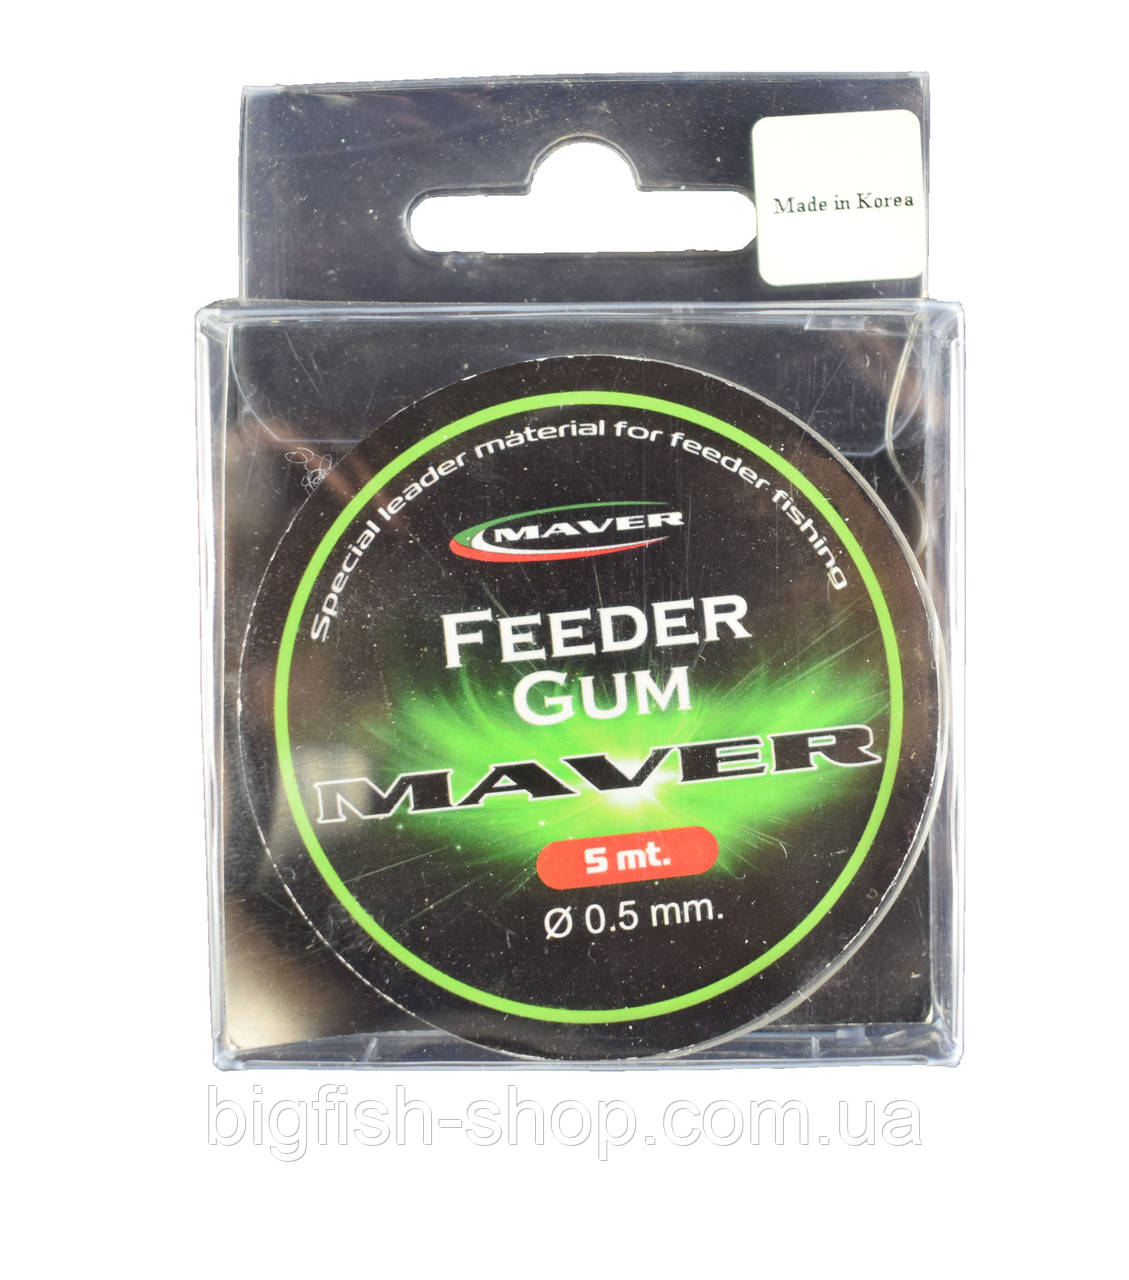 Made in Korea
Special leader material for feeder fishing
MAVER
FEEDER
GUM
MAVER
5 mt.
Ø 0.5 mm.
bigfish-shop.com.ua